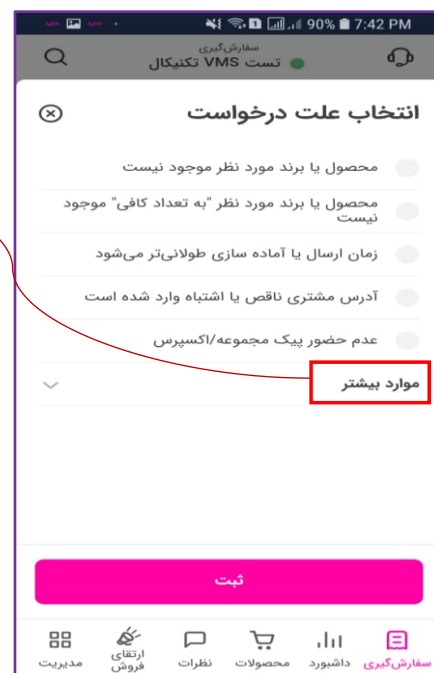 90% 7:42 PM
سفارش‌گیری
تست VMS تکنیکال
انتخاب علت درخواست
محصول یا برند مورد نظر موجود نیست
محصول یا برند مورد نظر "به تعداد کافی" موجود
نیست
زمان ارسال یا آماده سازی طولانی‌تر می‌شود
آدرس مشتری ناقص یا اشتباه وارد شده است
عدم حضور پیک مجموعه/اکسپرس
موارد بیشتر
ثبت
سفارش‌گیری داشبورد محصولات نظرات ارتقای فروش مدیریت